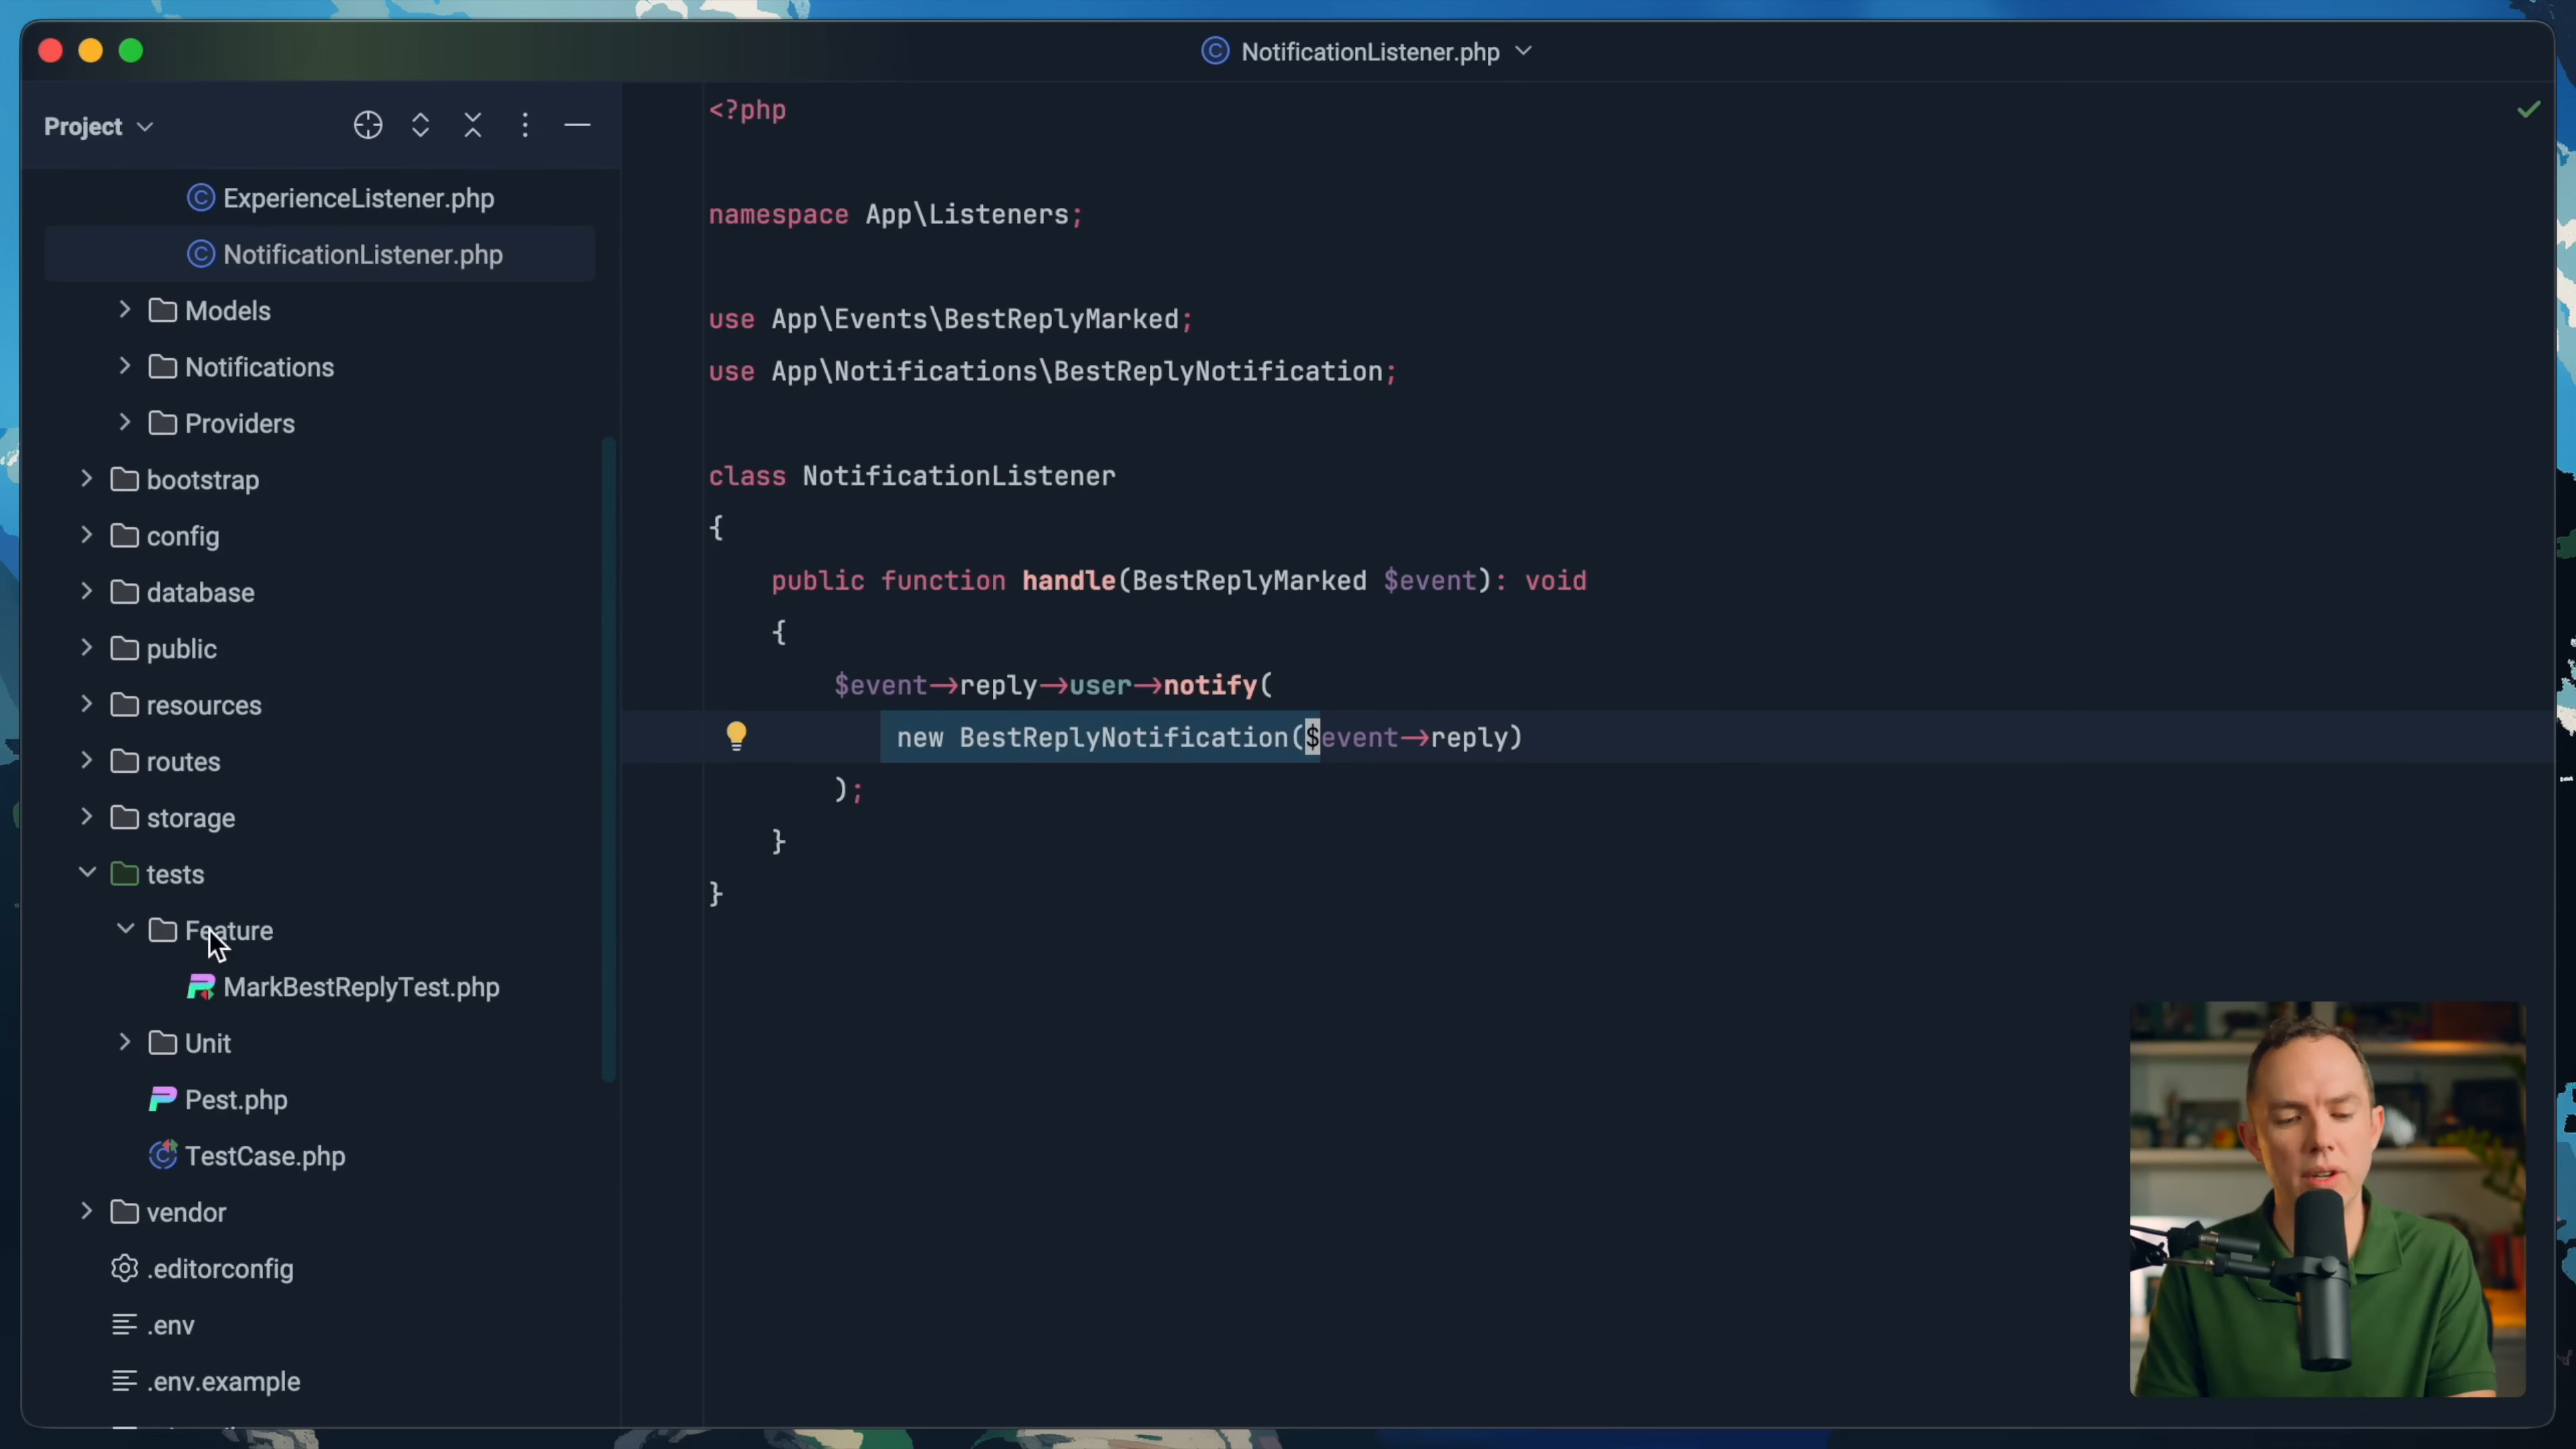 NotificationListener.php
Project
ExperienceListener.php
NotificationListener.php
Models
Notifications
Providers
bootstrap
config
database
public
resources
routes
storage
tests
Feature
MarkBestReplyTest.php
Unit
Pest.php
TestCase.php
vendor
.editorconfig
.env
.env.example
<?php
namespace App\Listeners;
use App\Events\BestReplyMarked;
use App\Notifications\BestReplyNotification;
class NotificationListener
{
public function handle(BestReplyMarked $event): void
{
$event->reply->user->notify(
new BestReplyNotification($event->reply)
);
}
}